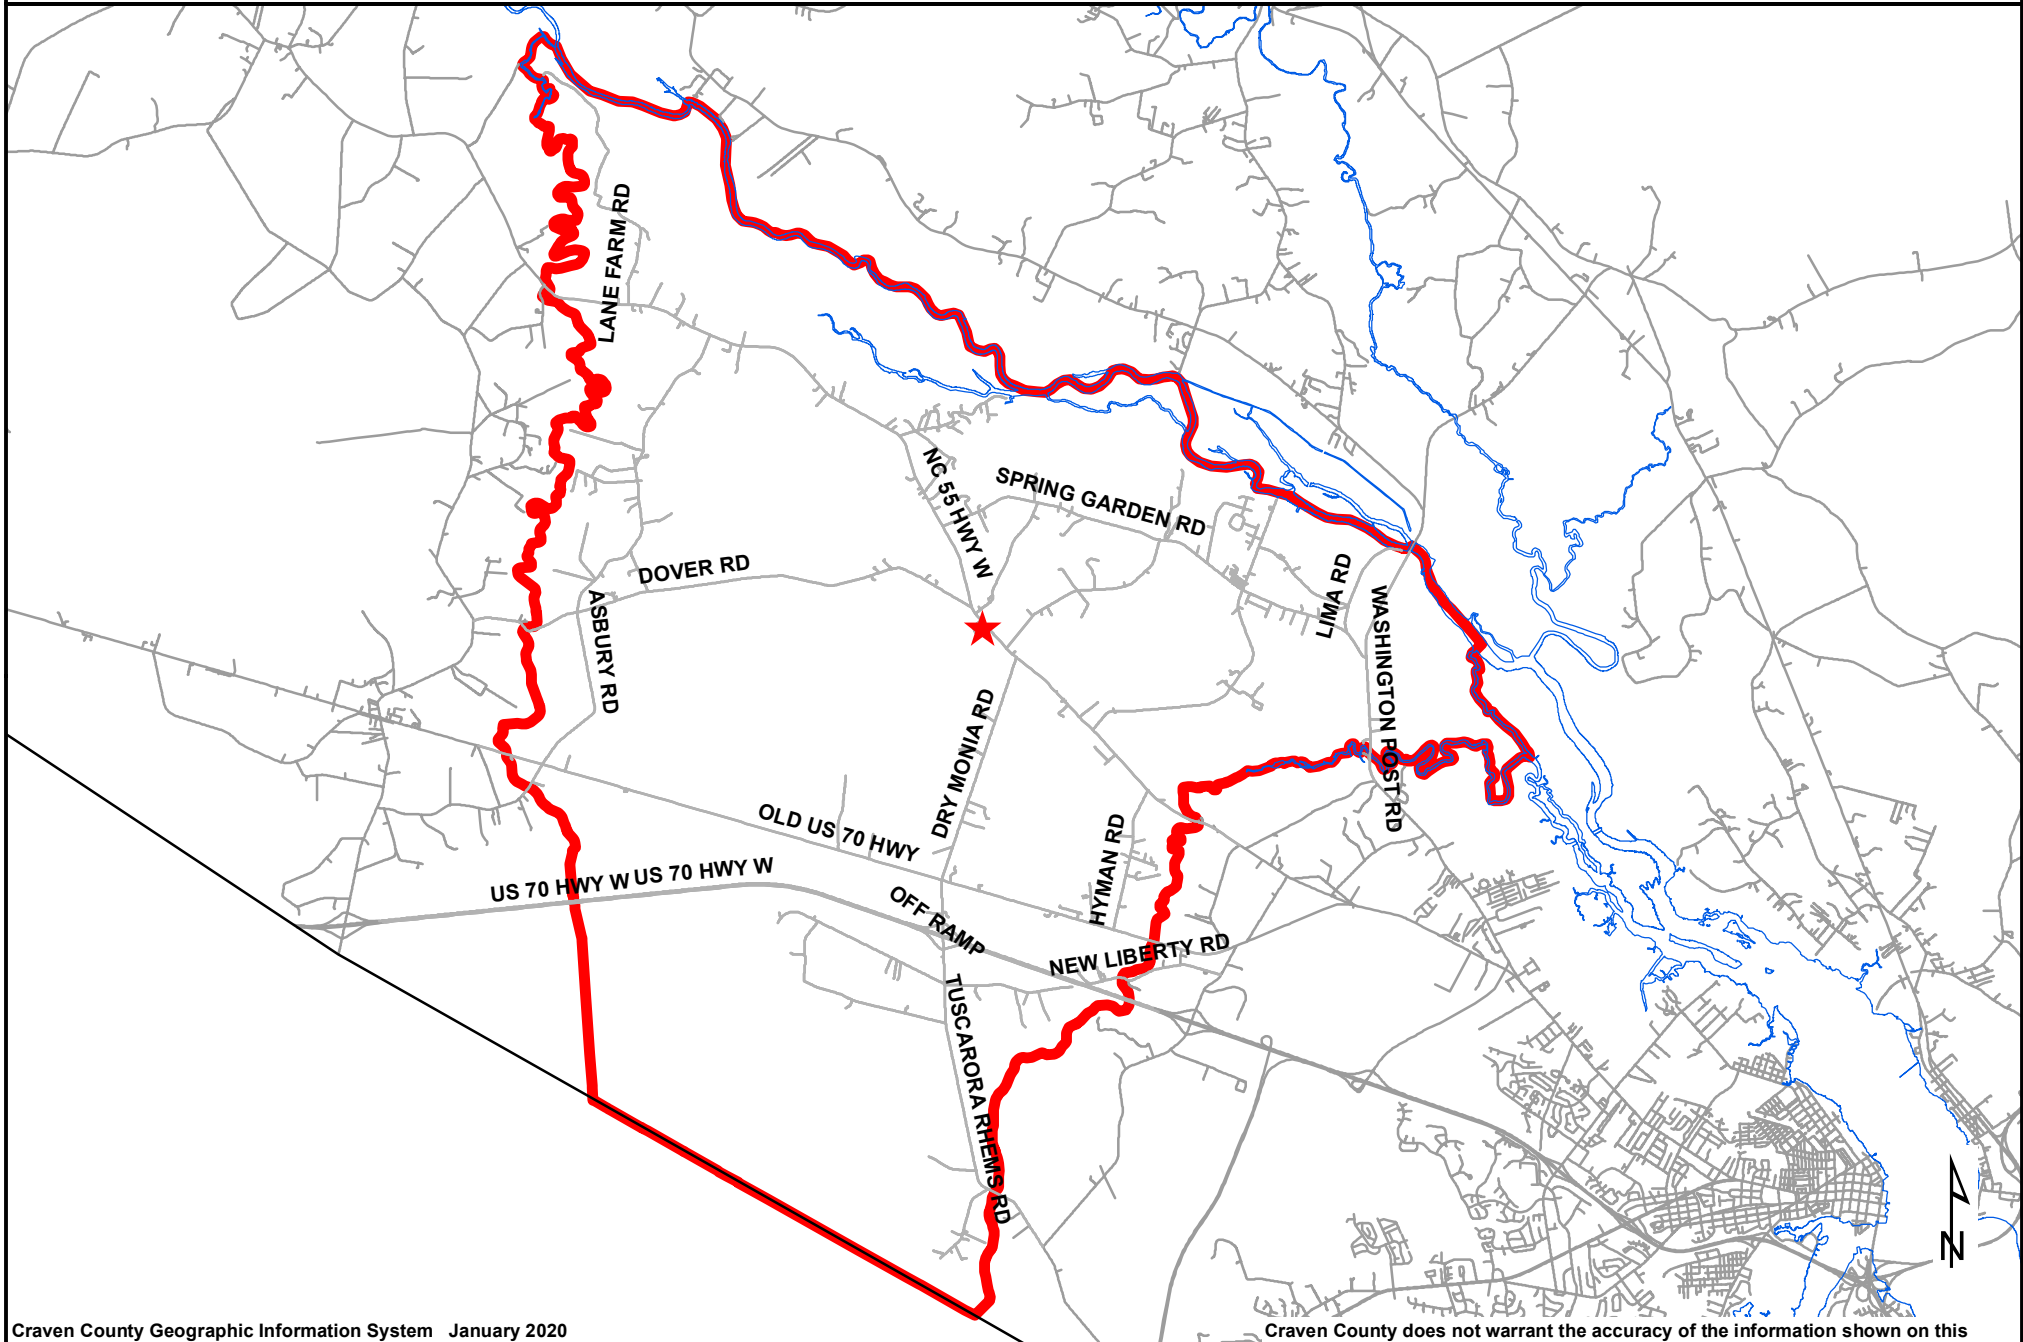 LANE FARM RD
NC 55 HWY W
SPRING GARDEN RD
DOVER RD
LIMA RD
ASBURY RD
WASHINGTON POST RD
DRY MONIA RD
OLD US 70 HWY
HYMAN RD
US 70 HWY W
US 70 HWY W
OFF RAMP
NEW LIBERTY RD
TUSCARORA RHEMS RD
N
Craven County Geographic Information System January 2020
Craven County does not warrant the accuracy of the information shown on this